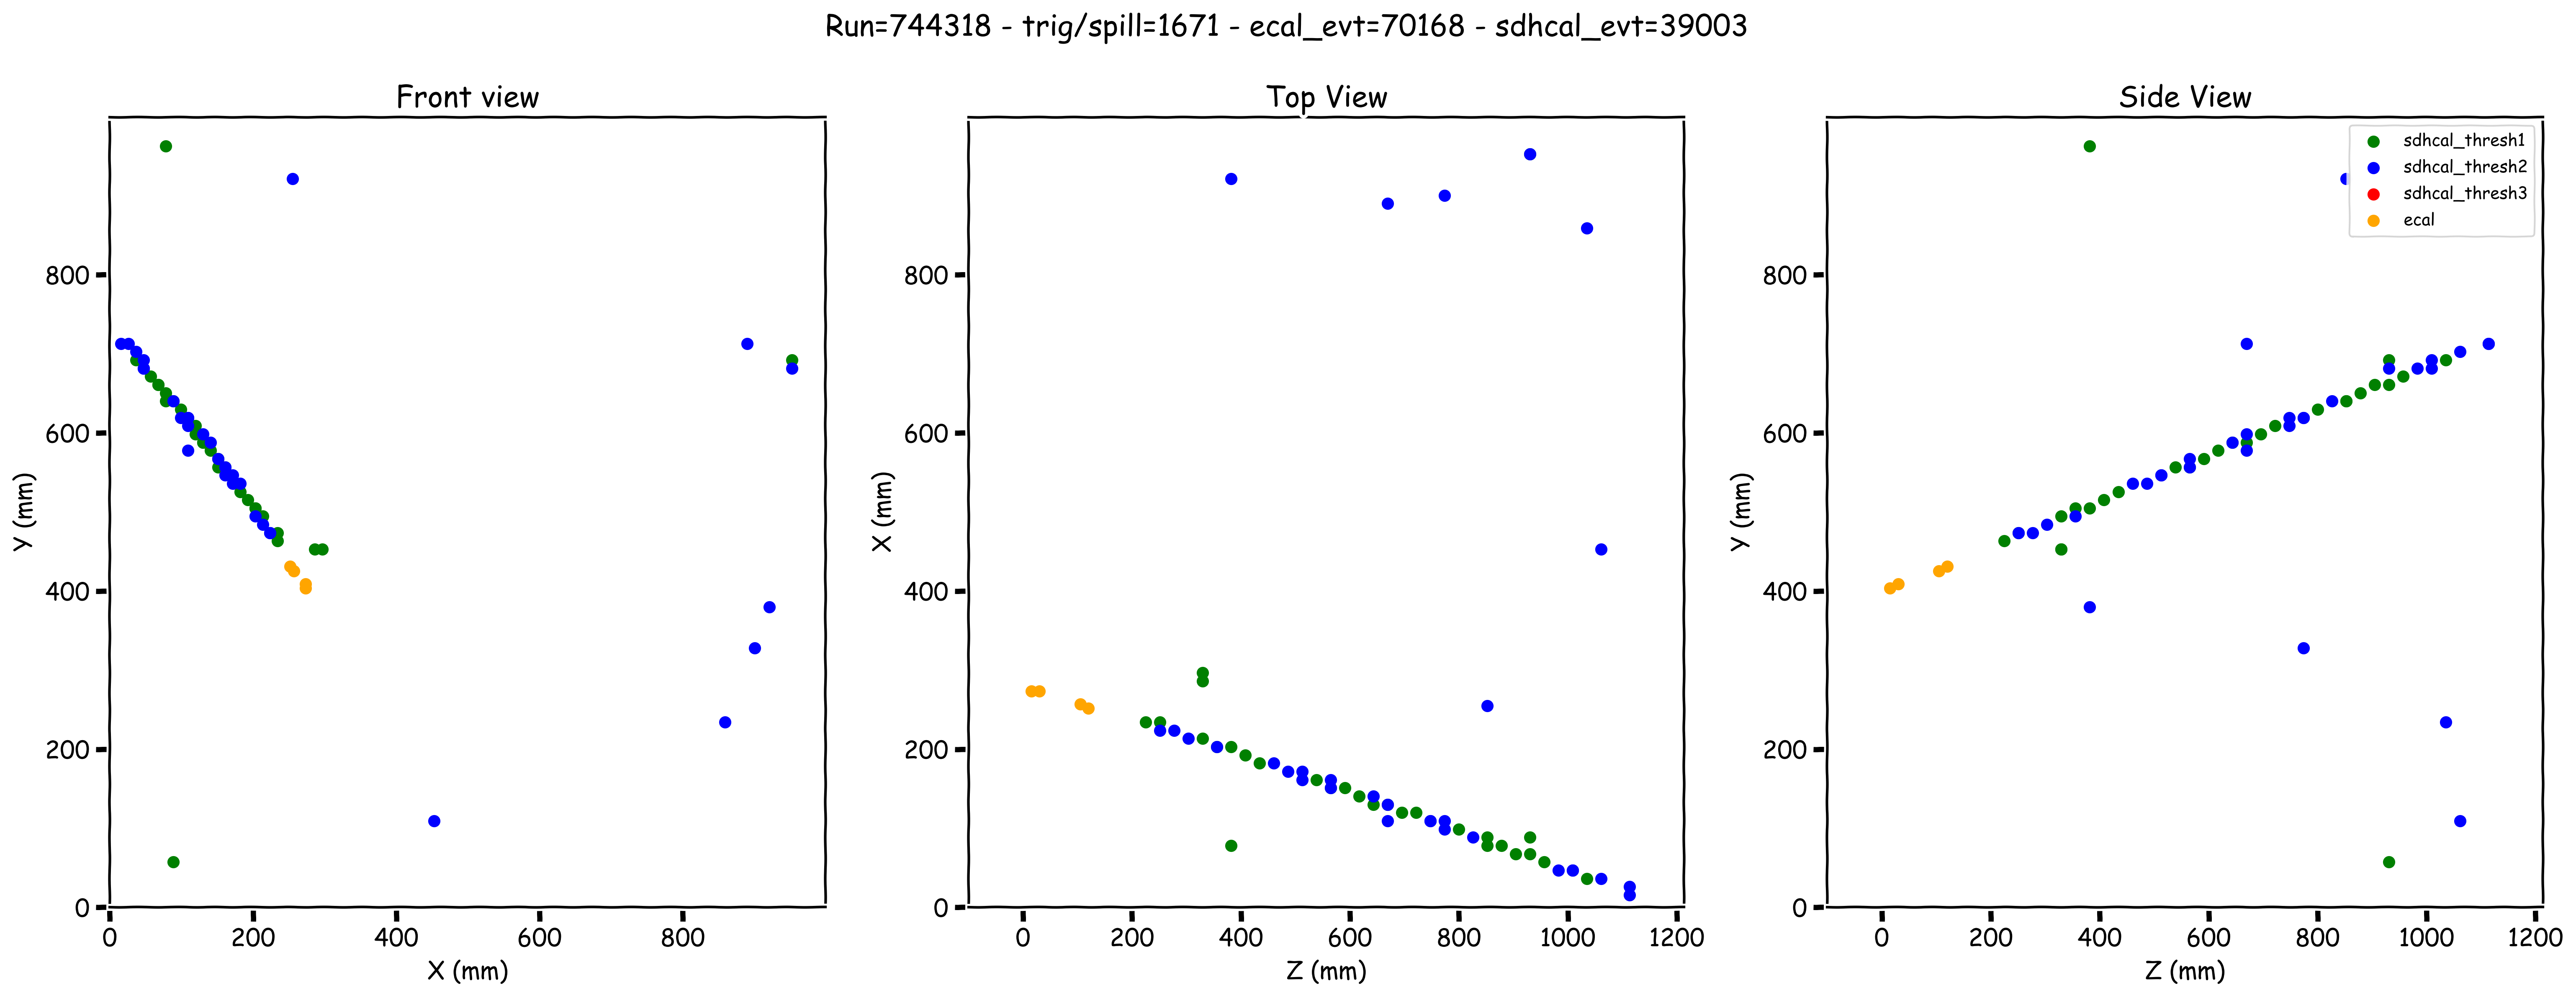 Run=744318 - trig/spill=1671 - ecal_evt=70168 - sdhcal_evt=39003
Front view
Top View
Side View
sdhcal_thresh1
sdhcal_thresh2
sdhcal_thresh3
ecal
y (mm)
800
600
400
200
0
0 200 400 600 800
X (mm)
X (mm)
800
600
400
200
0
0 200 400 600 800 1000 1200
Z (mm)
y (mm)
800
600
400
200
0
0 200 400 600 800 1000 1200
Z (mm)